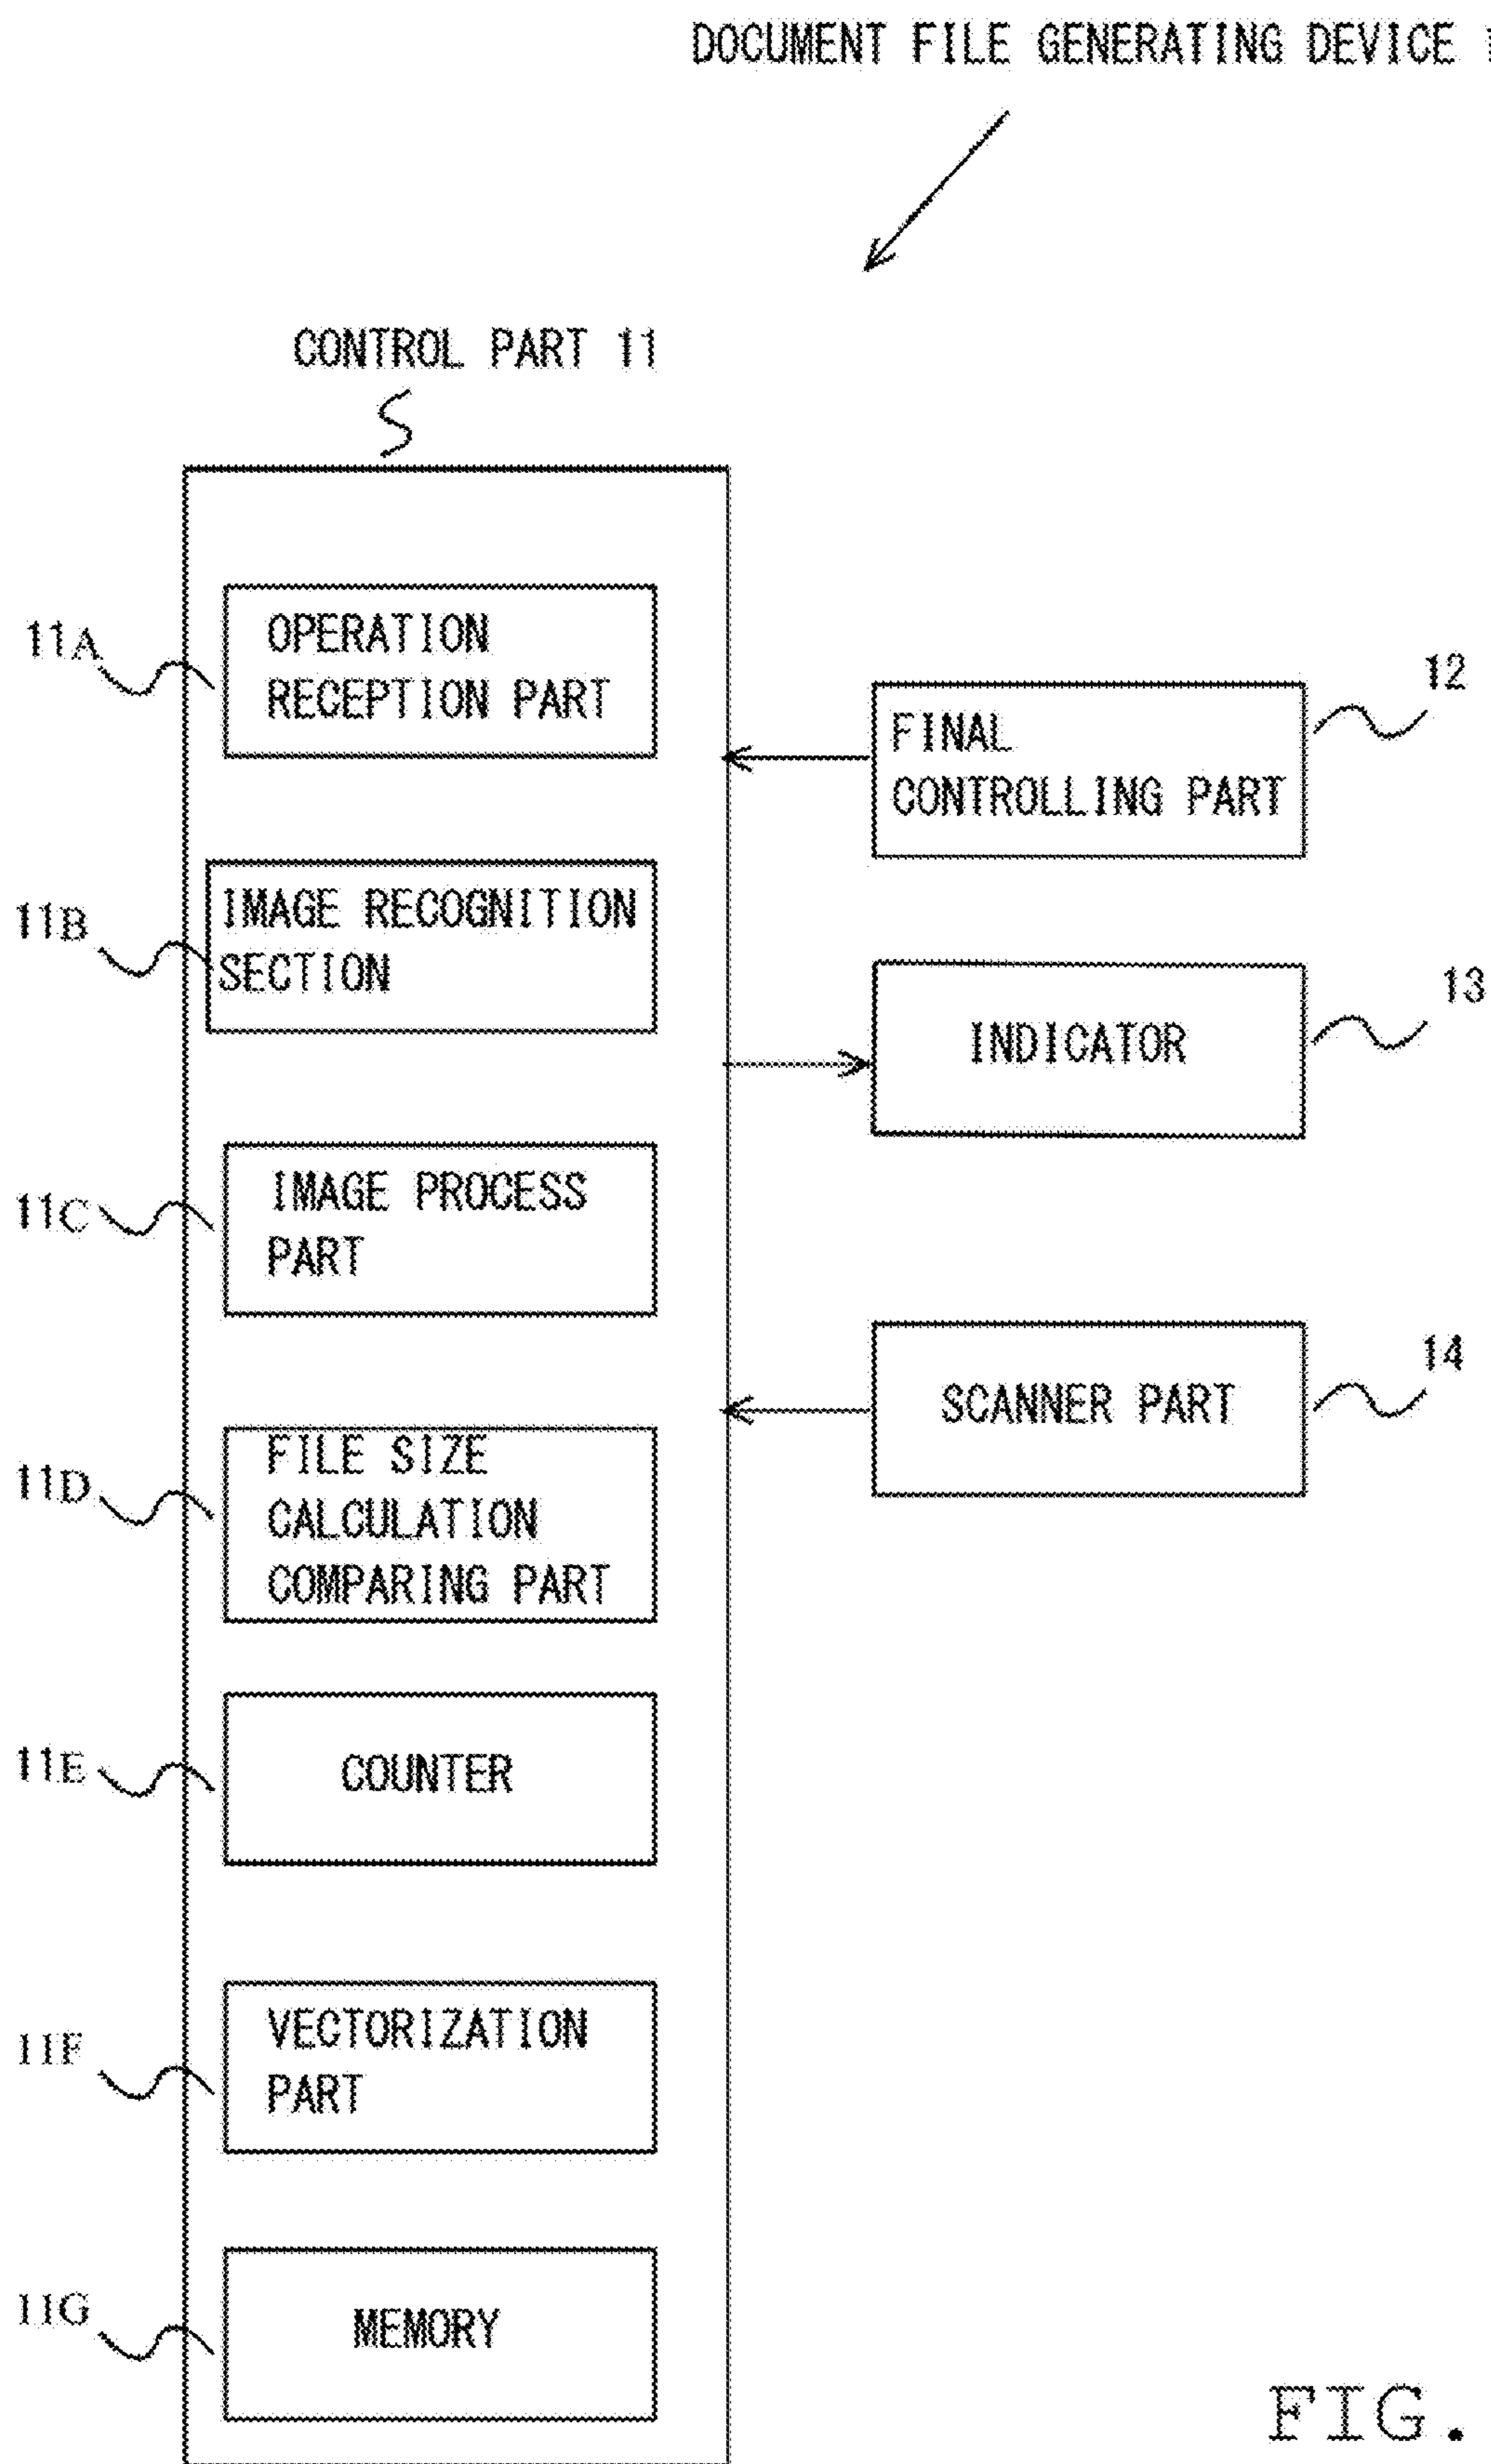 DOCUMENT FILE GENERATING DEVICE
CONTROL PART 11
11A
OPERATION
RECEPTION PART
12
FINAL
CONTROLLING PART
11B
IMAGE RECOGNITION
SECTION
13
INDICATOR
11C
IMAGE PROCESS
PART
14
SCANNER PART
11D
FILE SIZE
CALCULATION
COMPARING PART
11E
COUNTER
11F
VECTORIZATION
PART
11G
MEMORY
FIG.